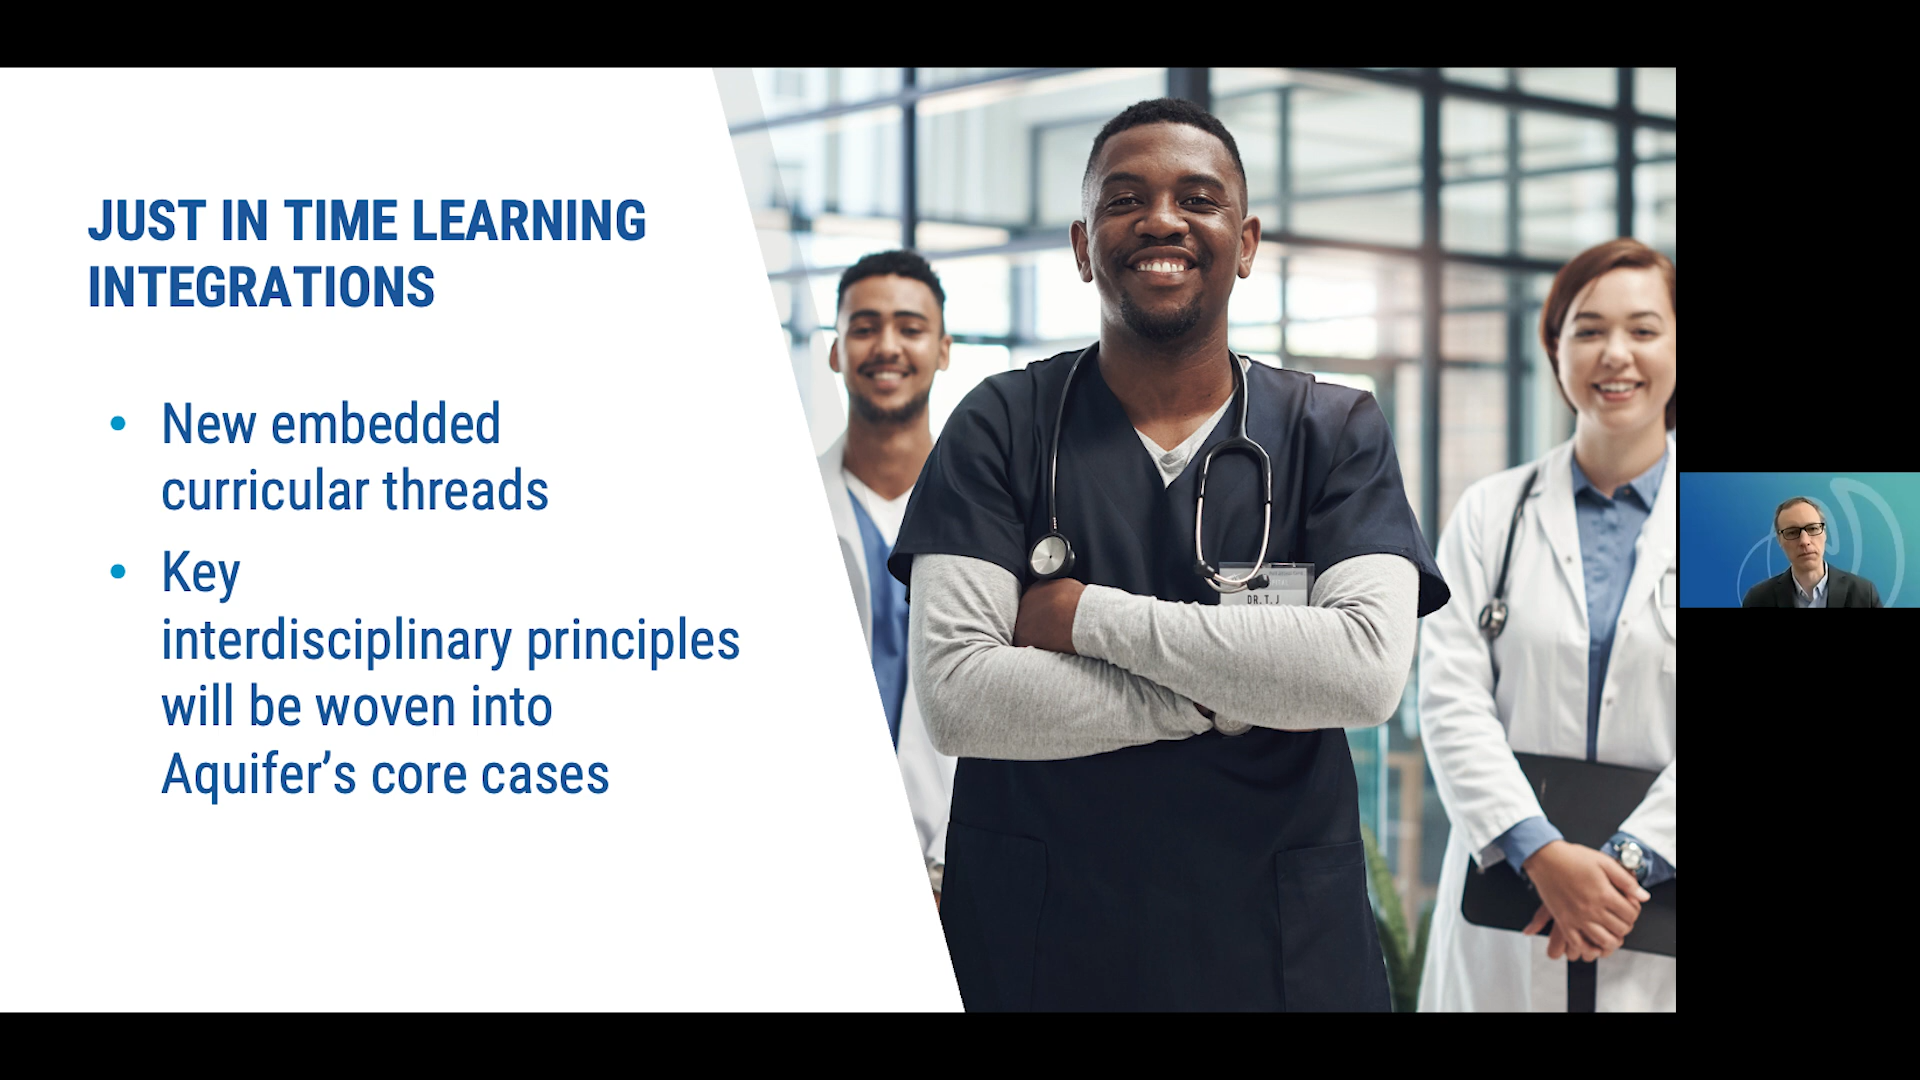 JUST IN TIME LEARNING
INTEGRATIONS
• New embedded
curricular threads
• Key
interdisciplinary principles
will be woven into
Aquifer’s core cases
DR. T. J